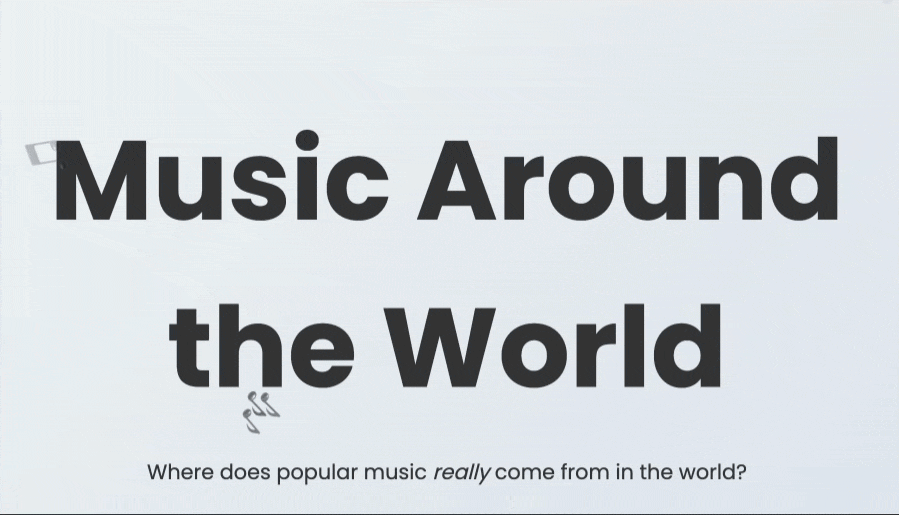 Music Around
the World
Where does popular music really come from in the world?